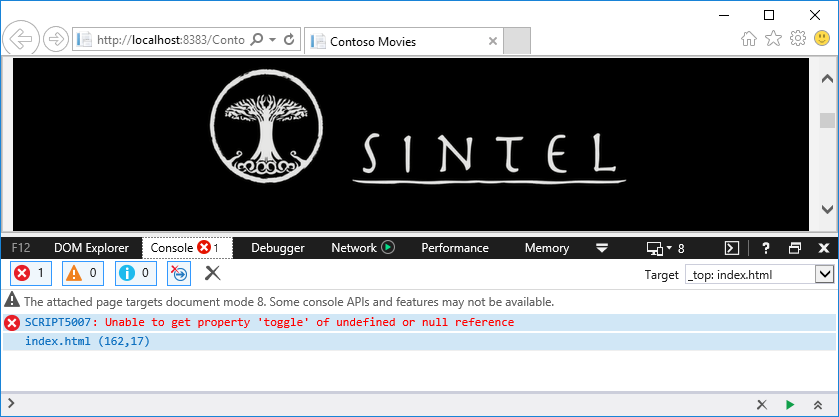 http://localhost:8383/Conto
Contoso Movies
SINTEL
F12 DOM Explorer Console 1 Debugger Network Performance Memory 8 ?
1 0 0 Target _top: index.html
The attached page targets document mode 8. Some console APIs and features may not be available.
SCRIPT5007: Unable to get property 'toggle' of undefined or null reference
index.html (162,17)